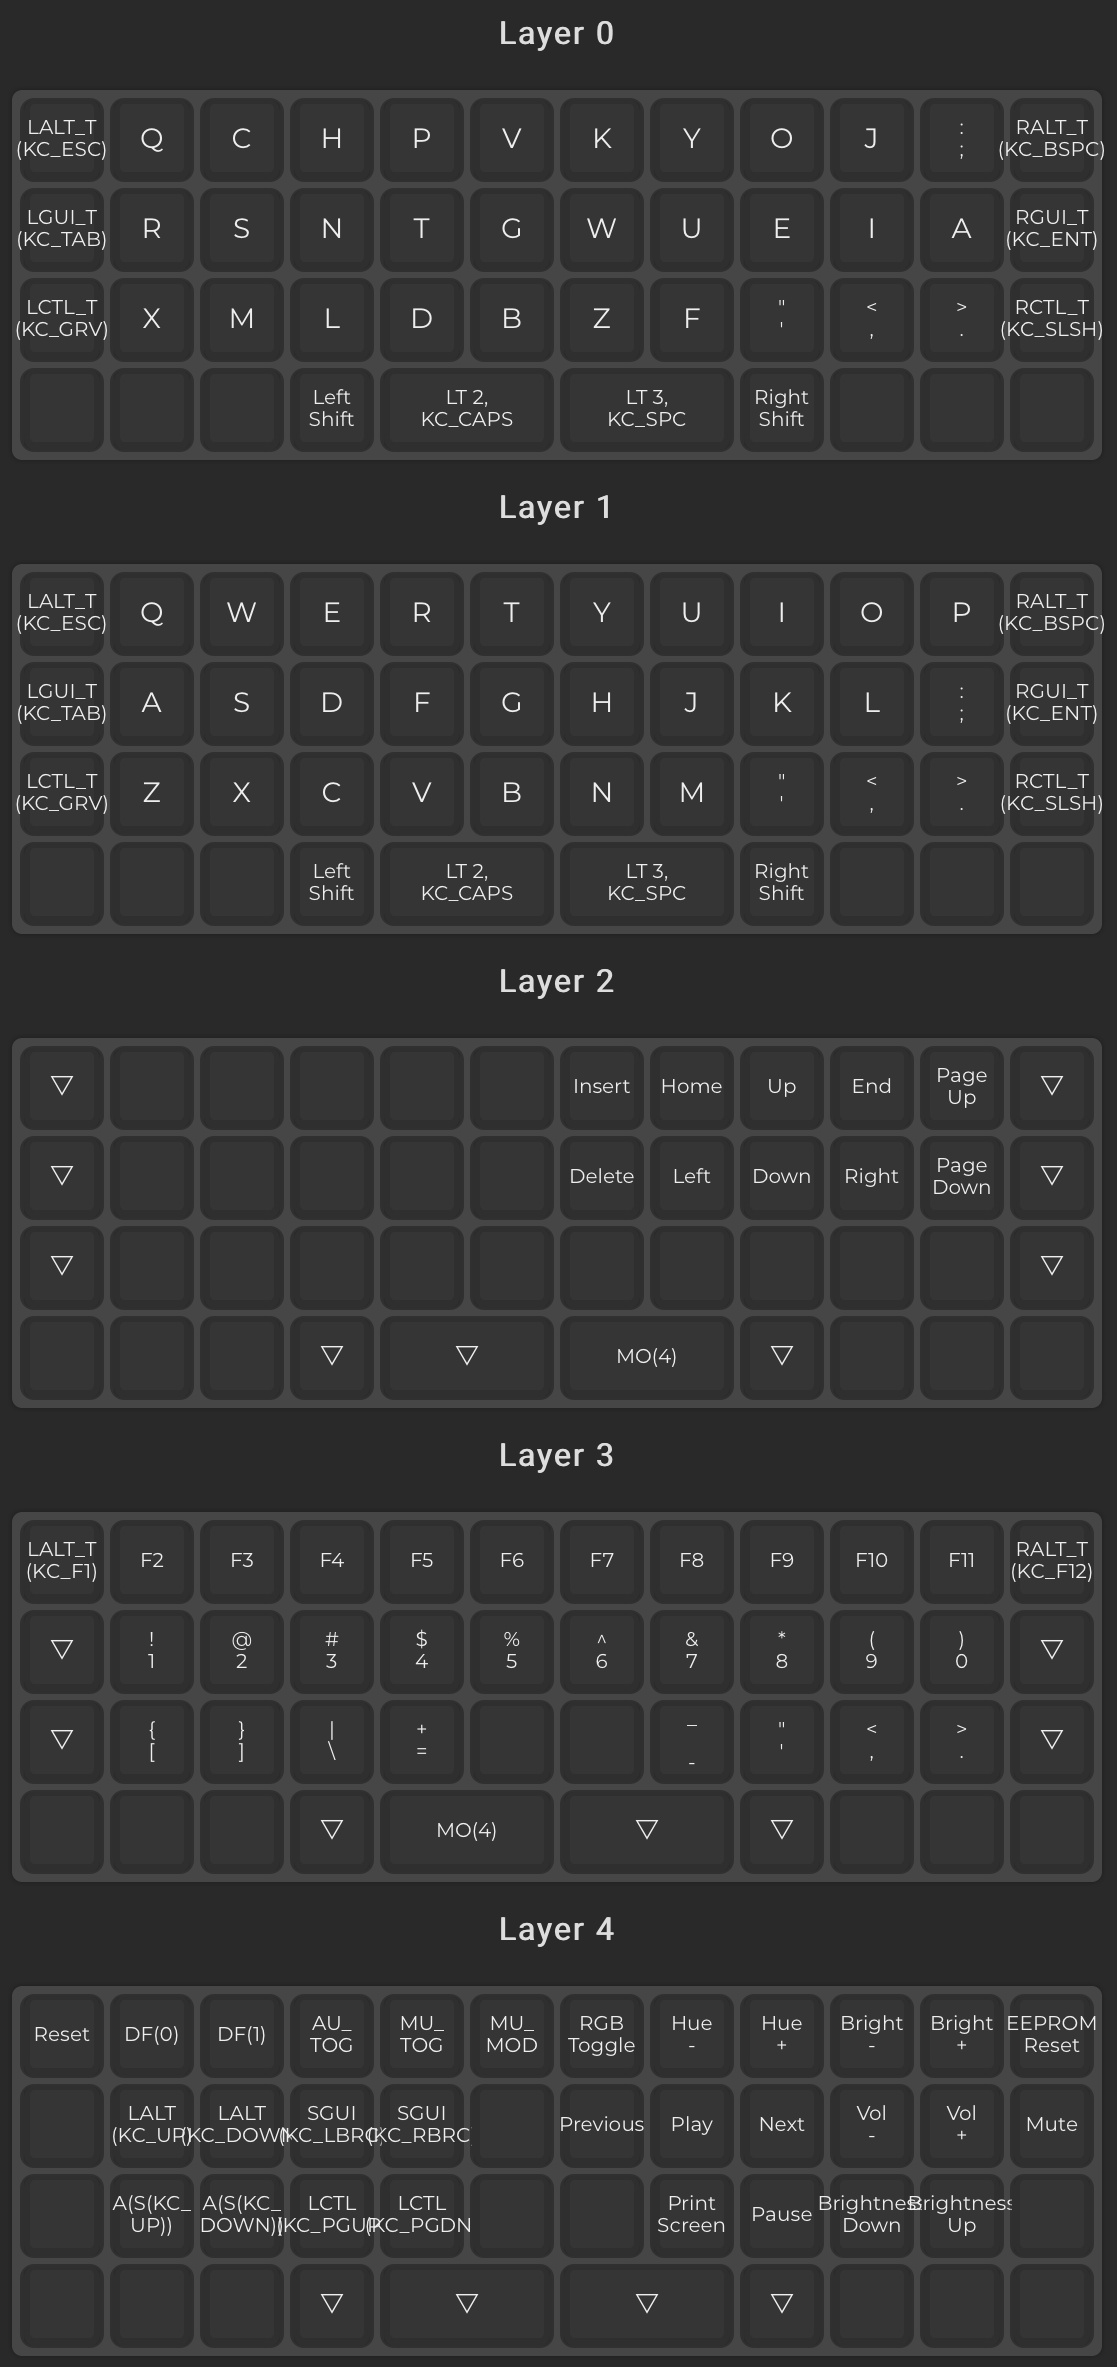 Layer 0
LALT_T
(KC_ESC)
Q
C
H
P
V
K
Y
O
J
:
;
RALT_T
(KC_BSPC)
LGUI_T
(KC_TAB)
R
S
N
T
G
W
U
E
I
A
RGUI_T
(KC_ENT)
LCTL_T
(KC_GRV)
X
M
L
D
B
Z
F
"
'
<
,
>
.
RCTL_T
(KC_SLSH)
Left
Shift
LT 2,
KC_CAPS
LT 3,
KC_SPC
Right
Shift
Layer 1
LALT_T
(KC_ESC)
Q
W
E
R
T
Y
U
I
O
P
RALT_T
(KC_BSPC)
LGUI_T
(KC_TAB)
A
S
D
F
G
H
J
K
L
:
;
RGUI_T
(KC_ENT)
LCTL_T
(KC_GRV)
Z
X
C
V
B
N
M
"
'
<
,
>
.
RCTL_T
(KC_SLSH)
Left
Shift
LT 2,
KC_CAPS
LT 3,
KC_SPC
Right
Shift
Layer 2
▽
Insert
Home
Up
End
Page
Up
▽
▽
Delete
Left
Down
Right
Page
Down
▽
▽
▽
▽
▽
MO(4)
▽
Layer 3
LALT_T
(KC_F1)
F2
F3
F4
F5
F6
F7
F8
F9
F10
F11
RALT_T
(KC_F12)
▽
!
1
@
2
#
3
$
4
%
5
^
6
&
7
*
8
(
9
)
0
▽
▽
{
[
}
]
|
\
+
=
_
-
"
'
<
,
>
.
▽
▽
MO(4)
▽
▽
Layer 4
Reset
DF(0)
DF(1)
AU_
TOG
MU_
TOG
MU_
MOD
RGB
Toggle
Hue
-
Hue
+
Bright
-
Bright
+
EEPROM
Reset
LALT
(KC_UP)
LALT
(KC_DOWN)
SGUI
(KC_LBRC)
SGUI
(KC_RBRC)
Previous
Play
Next
Vol
-
Vol
+
Mute
A(S(KC_
UP))
A(S(KC_
DOWN))
LCTL
(KC_PGUP)
LCTL
(KC_PGDN
Print
Screen
Pause
Brightness
Down
Brightness
Up
▽
▽
▽
▽